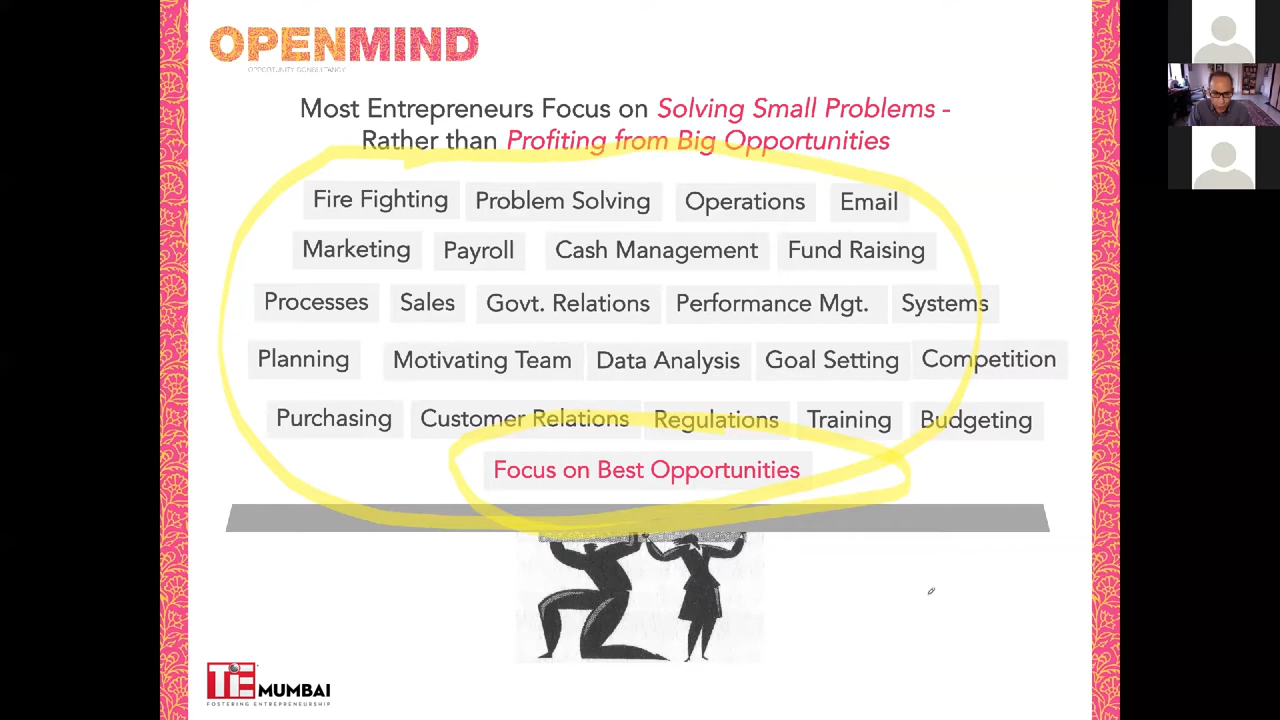 OPENMIND
OPPORTUNITY CONSULTANCY
Most Entrepreneurs Focus on Solving Small Problems -
Rather than Profiting from Big Opportunities
Fire Fighting Problem Solving Operations Email
Marketing Payroll Cash Management Fund Raising
Processes Sales Govt. Relations Performance Mgt. Systems
Planning Motivating Team Data Analysis Goal Setting Competition
Purchasing Customer Relations Regulations Training Budgeting
Focus on Best Opportunities
TiE MUMBAI
FOSTERING ENTREPRENEURSHIP